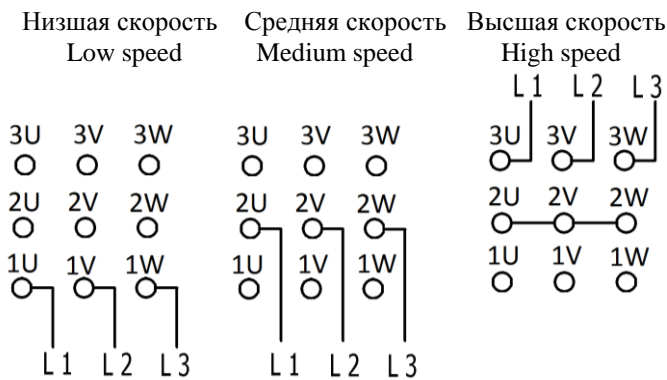 Низшая скорость Средняя скорость Высшая скорость
Low speed Medium speed High speed
L1 L2 L3
3U 3V 3W 3U 3V 3W 3U 3V 3W
2U 2V 2W 2U 2V 2W 2U 2V 2W
1U 1V 1W 1U 1V 1W 1U 1V 1W
L1 L2 L3 L1 L2 L3